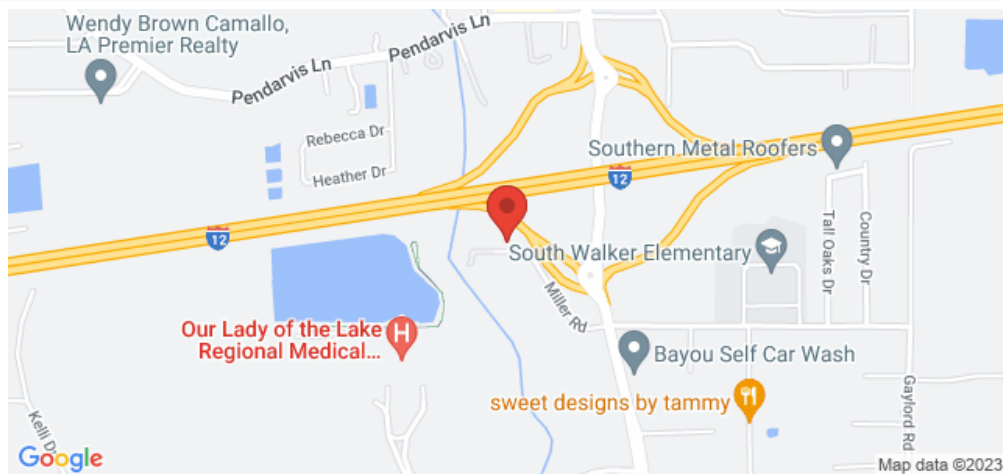 Wendy Brown Camallo,
LA Premier Realty
Pendarvis Ln
Pendarvis Ln
Rebecca Dr
Heather Dr
Southern Metal Roofers
12
12
South Walker Elementary
Tall Oaks Dr
Country Dr
Miller Rd
Our Lady of the Lake
Regional Medical...
H
Bayou Self Car Wash
sweet designs by tammy
Gaylord Rd
Kelli D
Google
Map data ©2023